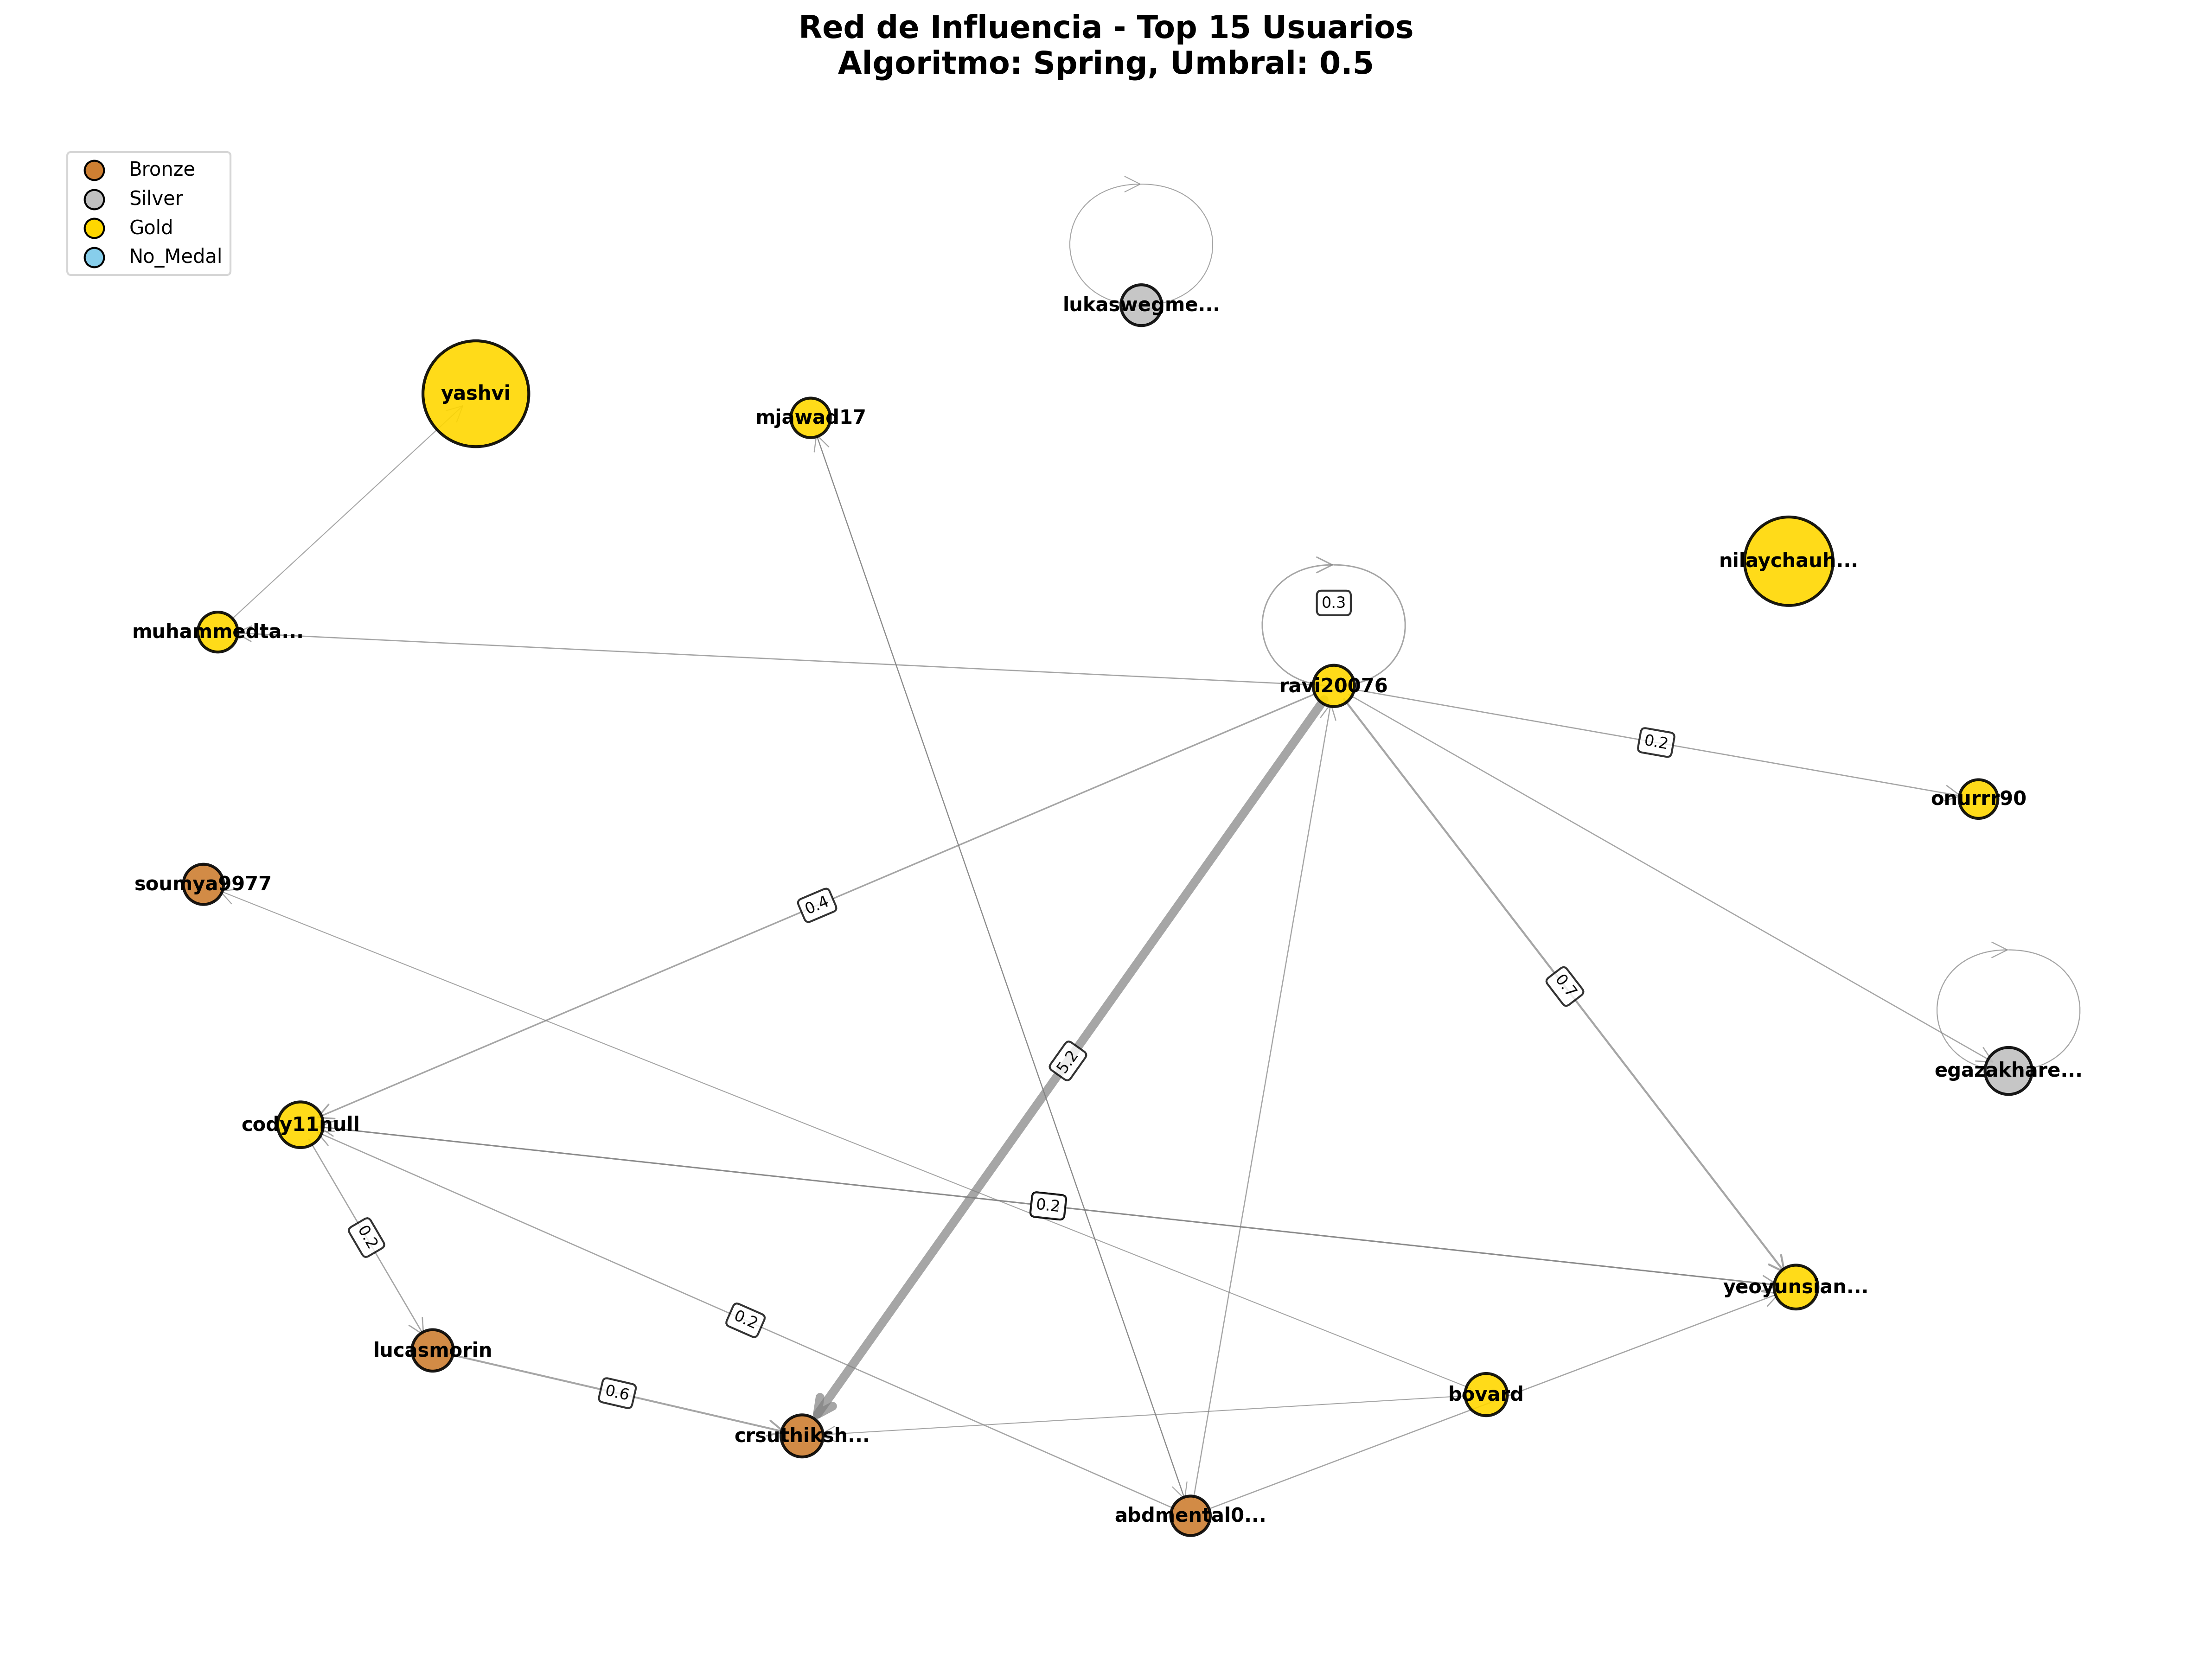 Red de Influencia - Top 15 Usuarios
Algoritmo: Spring, Umbral: 0.5
Bronze
Silver
Gold
No_Medal
lukaswegme...
yashvi
mjawad17
nilaychauh...
0.3
muhammedta...
ravi20076
0.2
onurrr90
soumya9977
0.4
0.7
5.2
egazakhare...
cody11null
0.2
0.2
yeoyunsian...
0.2
lucasmorin
0.6
bovard
crsuthiksh...
abdmental0...